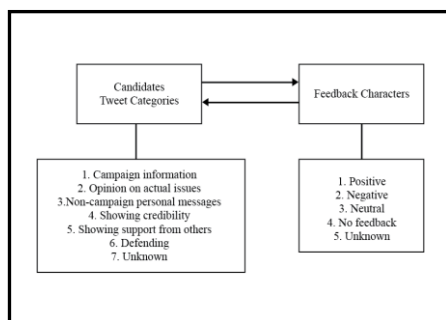 Candidates
Tweet Categories
Feedback Characters
1. Campaign information
2. Opinion on actual issues
3.Non-campaign personal messages
4. Showing credibility
5. Showing support from others
6. Defending
7. Unknown
1. Positive
2. Negative
3. Neutral
4. No feedback
5. Unknown